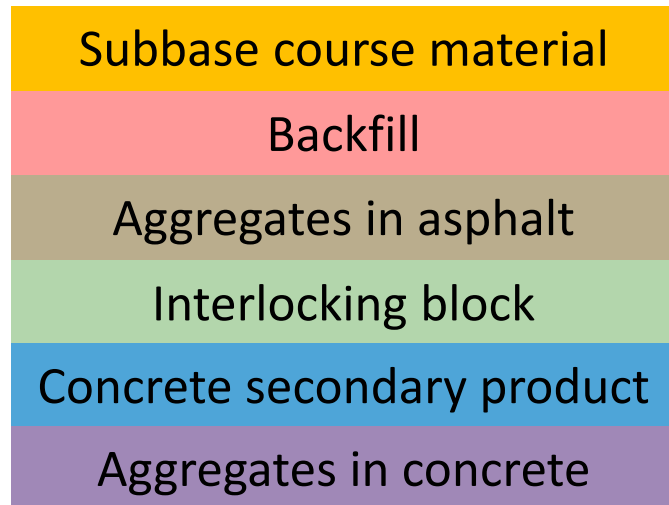 Subbase course material
Backfill
Aggregates in asphalt
Interlocking block
Concrete secondary product
Aggregates in concrete